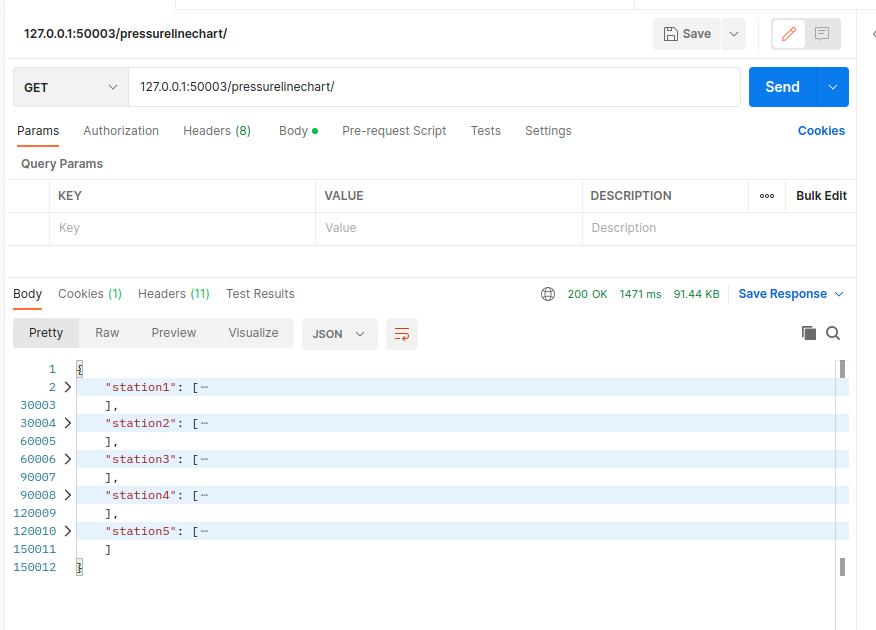 127.0.0.1:50003/pressurelinechart/
Save
GET
127.0.0.1:50003/pressurelinechart/
Send
Params Authorization Headers (8) Body Pre-request Script Tests Settings Cookies
Query Params
KEY VALUE DESCRIPTION ooo Bulk Edit
Key Value Description
Body Cookies (1) Headers (11) Test Results 200 OK 1471 ms 91.44 KB Save Response
Pretty Raw Preview Visualize JSON
1 {
2 "station1": [⋯
30003 ],
30004 "station2": [⋯
60005 ],
60006 "station3": [⋯
90007 ],
90008 "station4": [⋯
120009 ],
120010 "station5": [⋯
150011 ]
150012 }